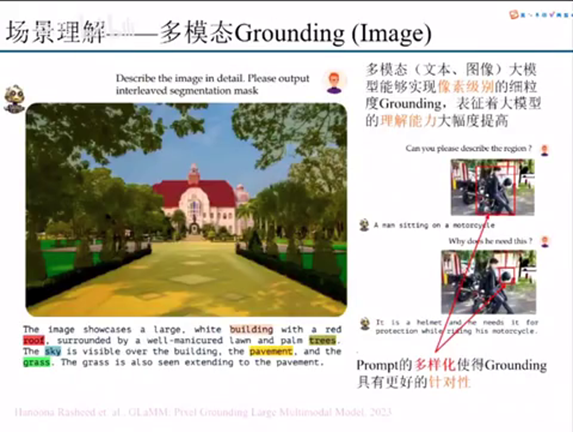 场景理解——多模态Grounding (Image)
Describe the image in detail. Please output
interleaved segmentation mask
The image showcases a large, white building with a red
roof, surrounded by a well-manicured lawn and palm trees.
The sky is visible over the building, the pavement, and the
grass. The grass is also seen extending to the pavement.
多模态（文本、图像）大模
型能够实现像素级别的细粒
度Grounding，表征着大模型
的理解能力大幅度提高
Can you please describe the region ?
A man sitting on a motorcycle
Why does he need this ?
It is a helmet and he needs it for
protection while riding his motorcycle.
Prompt的多样化使得Grounding
具有更好的针对性
Hanoona Rasheed et. al., GLaMM: Pixel Grounding Large Multimodal Model, 2023